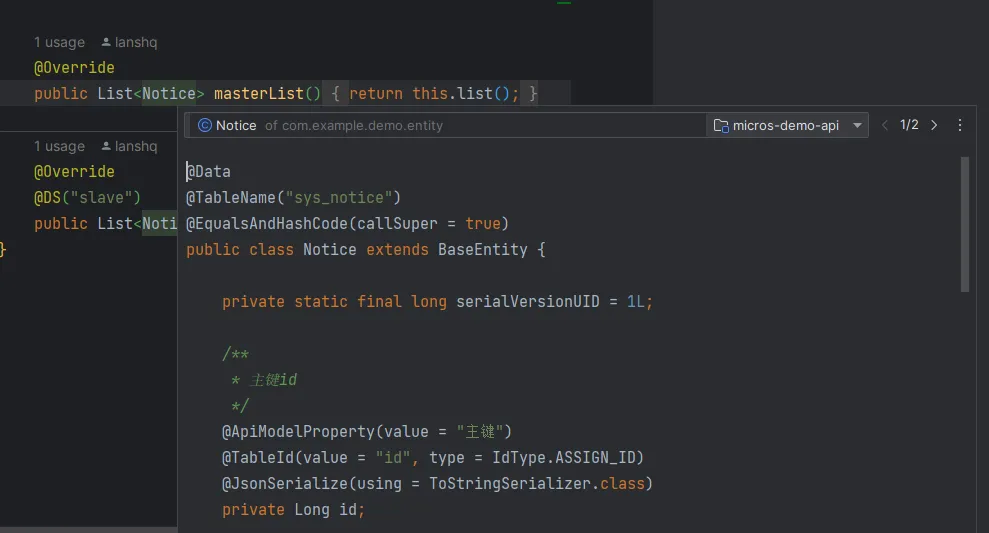 1 usage lanshq
@Override
public List<Notice> masterList() { return this.list(); }
Notice of com.example.demo.entity micros-demo-api 1/2
1 usage lanshq
@Override
@DS("slave")
public List<Noti
}
@Data
@TableName("sys_notice")
@EqualsAndHashCode(callSuper = true)
public class Notice extends BaseEntity {
private static final long serialVersionUID = 1L;
/**
* 主键id
*/
@ApiModelProperty(value = "主键")
@TableId(value = "id", type = IdType.ASSIGN_ID)
@JsonSerialize(using = ToStringSerializer.class)
private Long id;